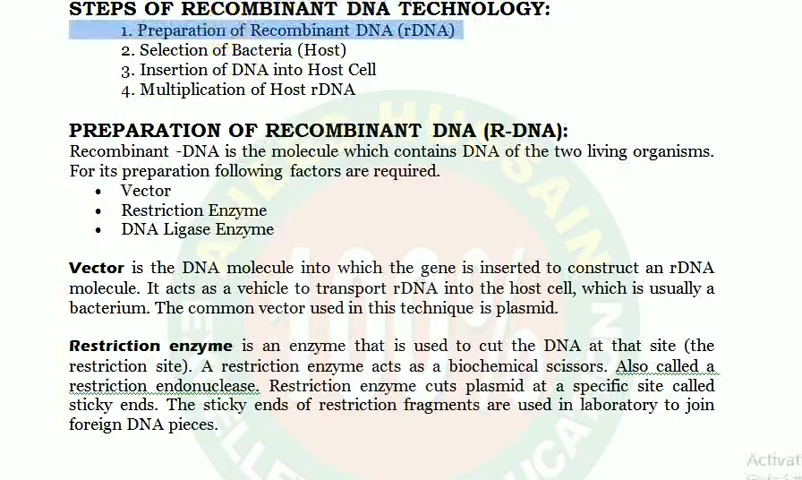 STEPS OF RECOMBINANT DNA TECHNOLOGY:
1. Preparation of Recombinant DNA (rDNA)
2. Selection of Bacteria (Host)
3. Insertion of DNA into Host Cell
4. Multiplication of Host rDNA
PREPARATION OF RECOMBINANT DNA (R-DNA):
Recombinant -DNA is the molecule which contains DNA of the two living organisms.
For its preparation following factors are required.
• Vector
• Restriction Enzyme
• DNA Ligase Enzyme
Vector is the DNA molecule into which the gene is inserted to construct an rDNA
molecule. It acts as a vehicle to transport rDNA into the host cell, which is usually a
bacterium. The common vector used in this technique is plasmid.
Restriction enzyme is an enzyme that is used to cut the DNA at that site (the
restriction site). A restriction enzyme acts as biochemical scissors. Also called a
restriction endonuclease. Restriction enzyme cuts plasmid at a specific site called
sticky ends. The sticky ends of restriction fragments are used in laboratory to join
foreign DNA pieces.
HUSSAIN
100%